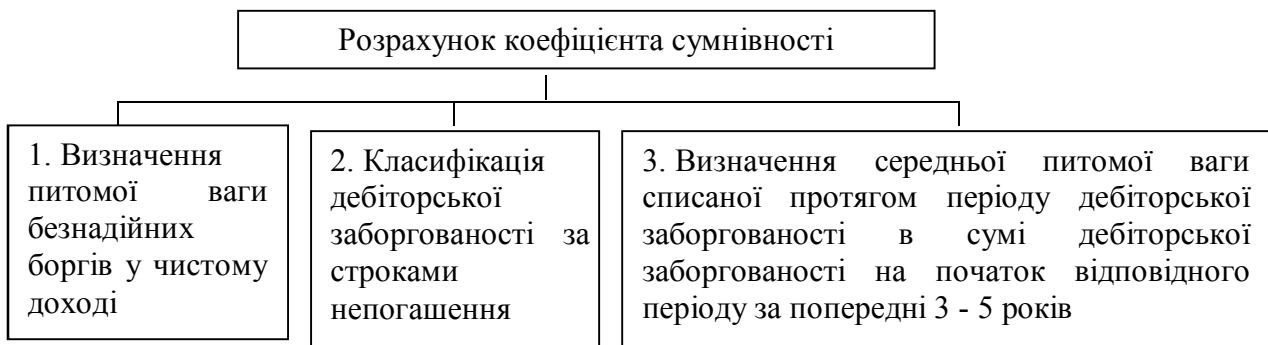 Розрахунок коефіцієнта сумнівності
1. Визначення
питомої ваги
безнадійних
боргів у чистому
доході
2. Класифікація
дебіторської
заборгованості за
строками
непогашення
3. Визначення середньої питомої ваги
списаної протягом періоду дебіторської
заборгованості в сумі дебіторської
заборгованості на початок відповідного
періоду за попередні 3 - 5 років